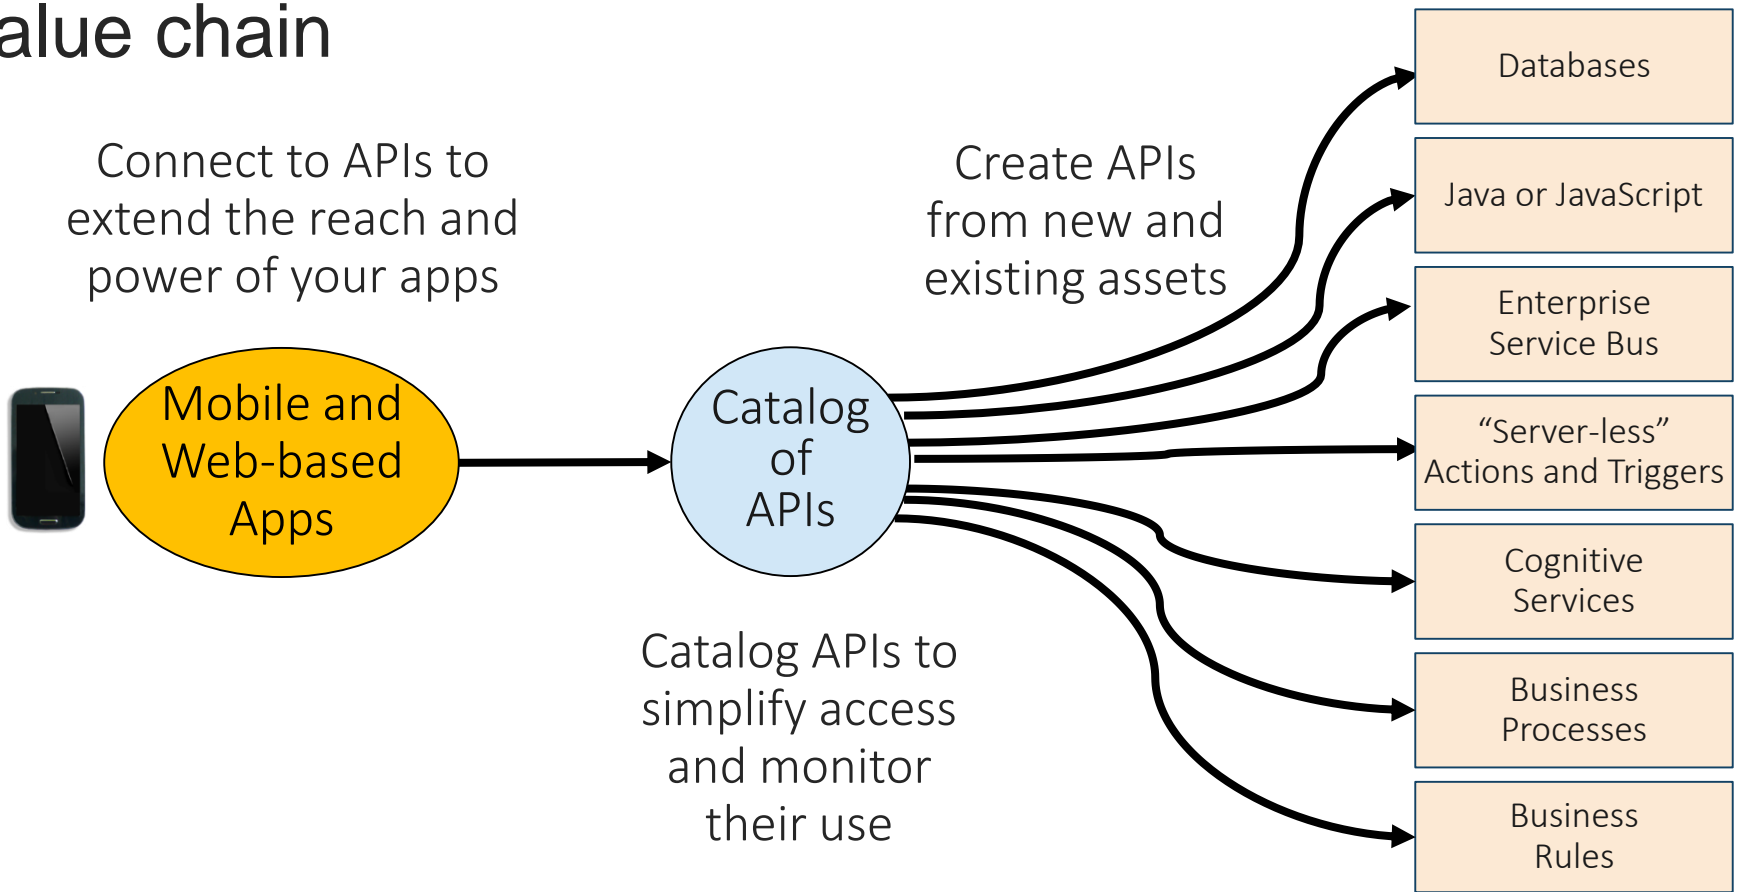 alue chain
Connect to APIs to
extend the reach and
power of your apps
Create APIs
from new and
existing assets
Mobile and
Web-based
Apps
Catalog
of
APIs
Catalog APIs to
simplify access
and monitor
their use
Databases
Java or JavaScript
Enterprise
Service Bus
“Server-less”
Actions and Triggers
Cognitive
Services
Business
Processes
Business
Rules